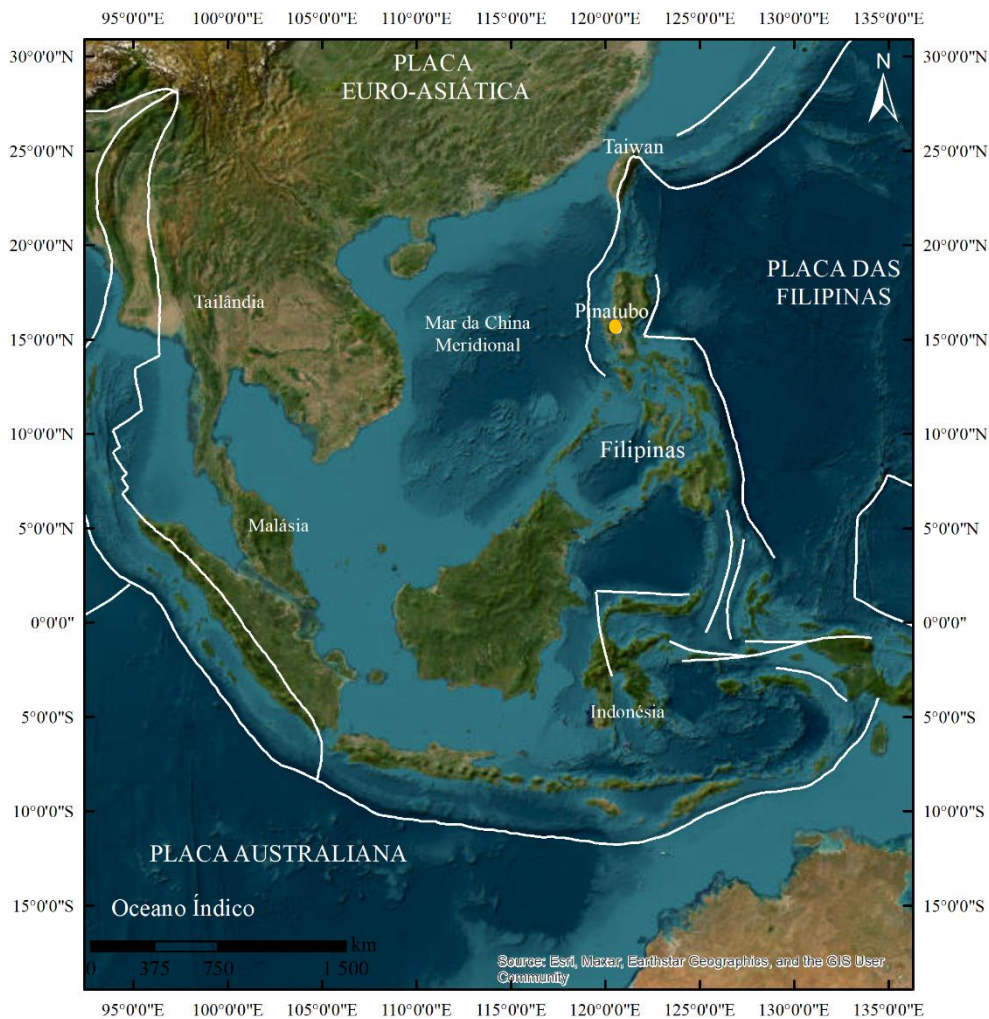 95°0'0"E 100°0'0"E 105°0'0"E 110°0'0"E 115°0'0"E 120°0'0"E 125°0'0"E 130°0'0"E 135°0'0"E
30°0'0"N
30°0'0"N
PLACA
EURO-ASIÁTICA
N
25°0'0"N
25°0'0"N
Taiwan
20°0'0"N
20°0'0"N
PLACA DAS
FILIPINAS
Tailândia
Pinatubo
Mar da China
Meridional
15°0'0"N
15°0'0"N
10°0'0"N
10°0'0"N
Filipinas
Malásia
5°0'0"N
5°0'0"N
0°0'0"
0°0'0"
Indonésia
5°0'0"S
5°0'0"S
10°0'0"S
10°0'0"S
PLACA AUSTRALIANA
Oceano Índico
15°0'0"S
15°0'0"S
km
0 375 750 1 500
Source: Esri, Maxar, Earthstar Geographics, and the GIS User
Community
95°0'0"E 100°0'0"E 105°0'0"E 110°0'0"E 115°0'0"E 120°0'0"E 125°0'0"E 130°0'0"E 135°0'0"E